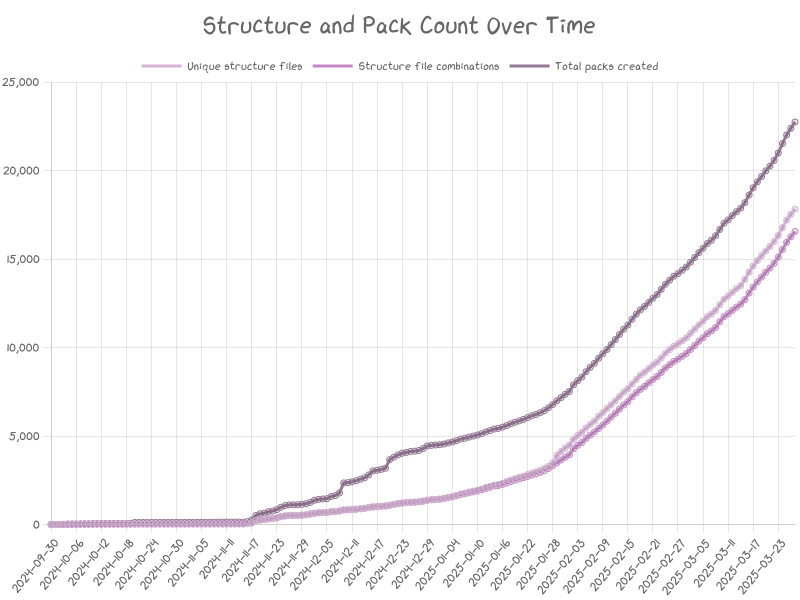 Structure and Pack Count Over Time
Unique structure files Structure file combinations Total packs created
25,000
20,000
15,000
10,000
5,000
0
2024-09-30 2024-10-06 2024-10-12 2024-10-18 2024-10-24 2024-10-30 2024-11-05 2024-11-11 2024-11-17 2024-11-23 2024-11-29 2024-12-05 2024-12-11 2024-12-17 2024-12-23 2024-12-29 2025-01-04 2025-01-10 2025-01-16 2025-01-22 2025-01-28 2025-02-03 2025-02-09 2025-02-15 2025-02-21 2025-02-27 2025-03-05 2025-03-11 2025-03-17 2025-03-23